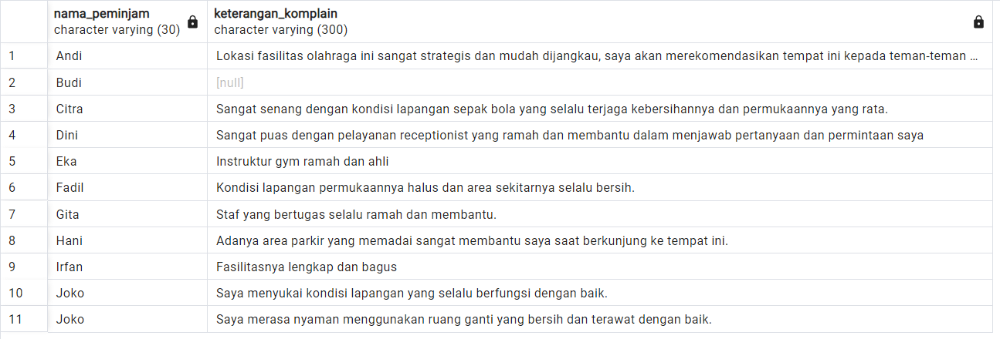 nama_peminjam keterangan_komplain
character varying (30) character varying (300)
1 Andi Lokasi fasilitas olahraga ini sangat strategis dan mudah dijangkau, saya akan merekomendasikan tempat ini kepada teman-teman ...
2 Budi [null]
3 Citra Sangat senang dengan kondisi lapangan sepak bola yang selalu terjaga kebersihannya dan permukaannya yang rata.
4 Dini Sangat puas dengan pelayanan receptionist yang ramah dan membantu dalam menjawab pertanyaan dan permintaan saya
5 Eka Instruktur gym ramah dan ahli
6 Fadil Kondisi lapangan permukaannya halus dan area sekitarnya selalu bersih.
7 Gita Staf yang bertugas selalu ramah dan membantu.
8 Hani Adanya area parkir yang memadai sangat membantu saya saat berkunjung ke tempat ini.
9 Irfan Fasilitasnya lengkap dan bagus
10 Joko Saya menyukai kondisi lapangan yang selalu berfungsi dengan baik.
11 Joko Saya merasa nyaman menggunakan ruang ganti yang bersih dan terawat dengan baik.